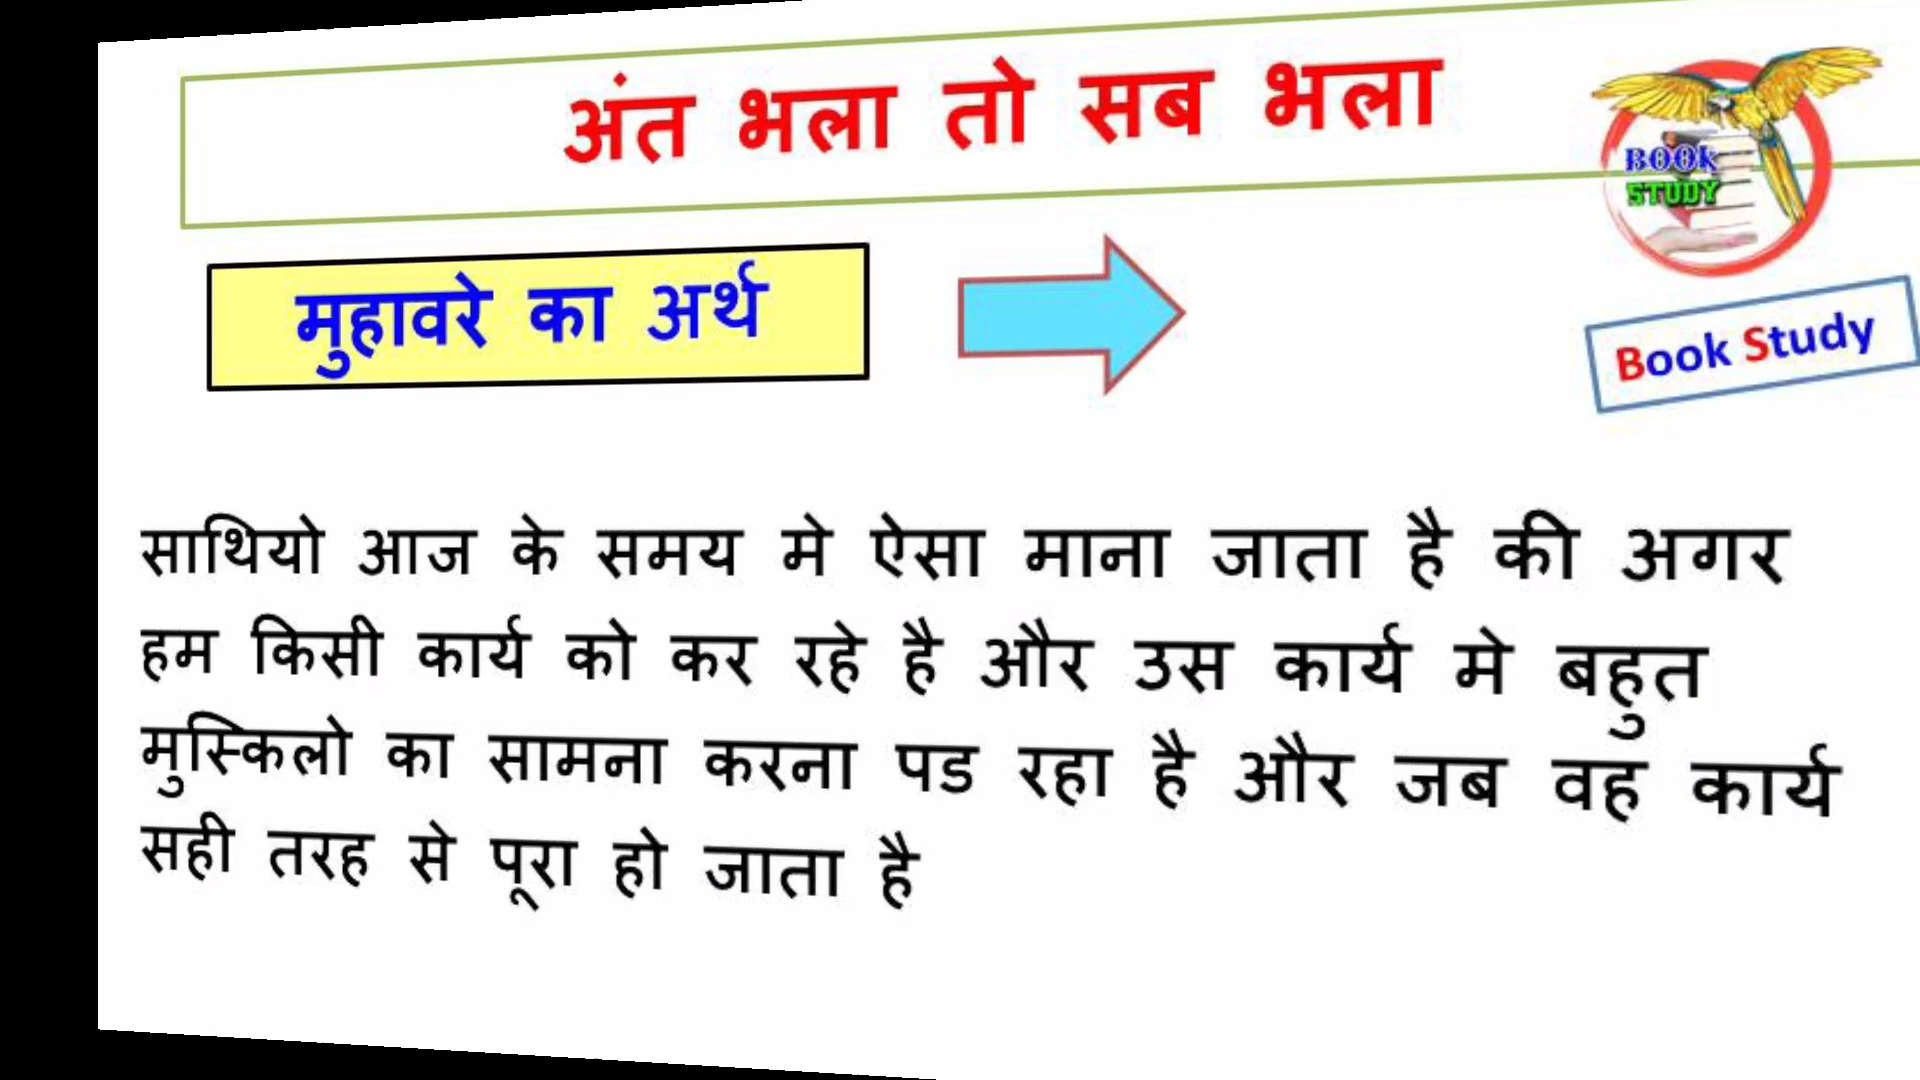 अंत भला तो सब भला
BOOK
STUDY
मुहावरे का अर्थ
Book Study
साथियो आज के समय मे ऐसा माना जाता है की अगर
हम किसी कार्य को कर रहे है और उस कार्य मे बहुत
मुस्किलो का सामना करना पड रहा है और जब वह कार्य
सही तरह से पूरा हो जाता है